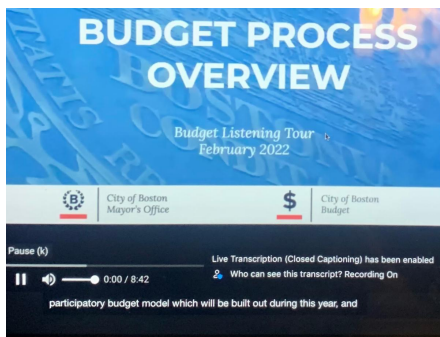 BUDGET PROCESS
OVERVIEW
Budget Listening Tour
February 2022
B
City of Boston
Mayor's Office
$
City of Boston
Budget
Pause (k)
0:00 / 8:42
Live Transcription (Closed Captioning) has been enabled
Who can see this transcript? Recording On
participatory budget model which will be built out during this year, and